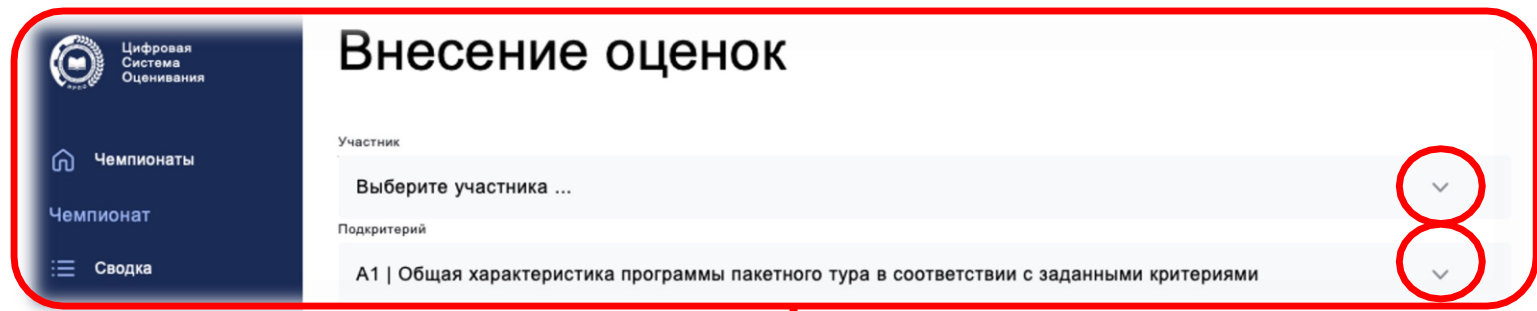 Цифровая
Система
Оценивания
Внесение оценок
Участник
Чемпионаты
Выберите участника ...
Чемпионат
Подкритерий
Сводка
А1 | Общая характеристика программы пакетного тура в соответствии с заданными критериями